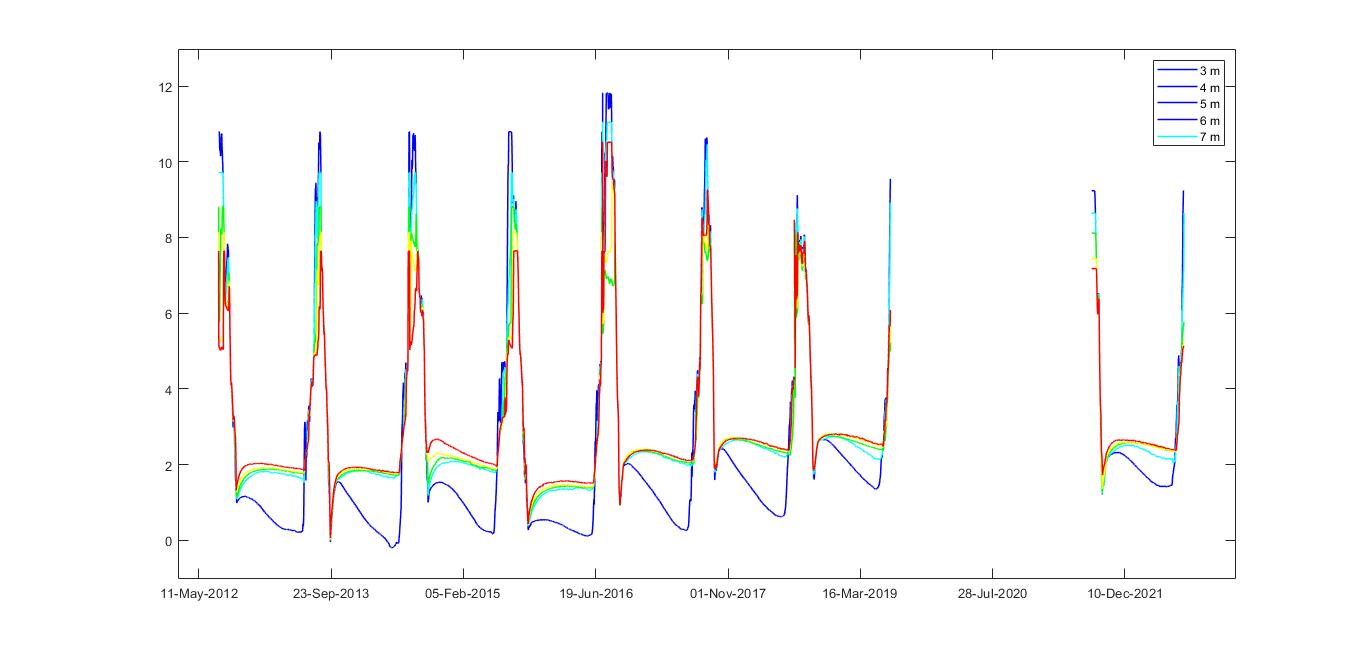 12
10
8
6
4
2
0
11-May-2012
23-Sep-2013
05-Feb-2015
19-Jun-2016
01-Nov-2017
16-Mar-2019
28-Jul-2020
10-Dec-2021
3 m
4 m
5 m
6 m
7 m